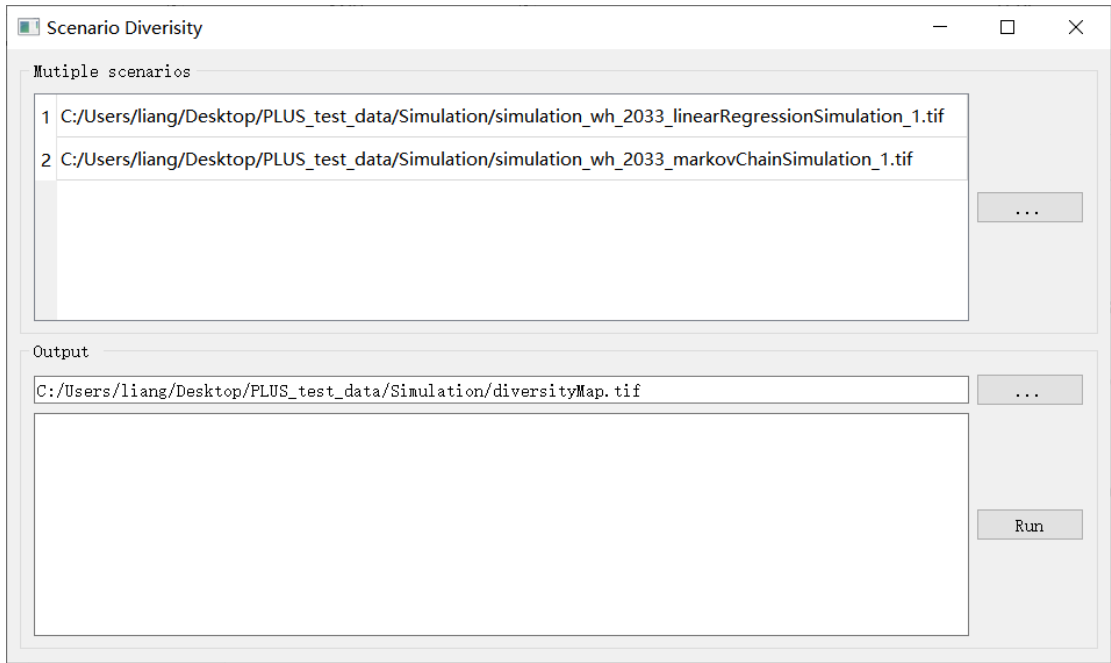 Scenario Diverisity
Mutiple scenarios
1 C:/Users/liang/Desktop/PLUS_test_data/Simulation/simulation_wh_2033_linearRegressionSimulation_1.tif
2 C:/Users/liang/Desktop/PLUS_test_data/Simulation/simulation_wh_2033_markovChainSimulation_1.tif
...
Output
C:/Users/liang/Desktop/PLUS_test_data/Simulation/diversityMap.tif
...
Run